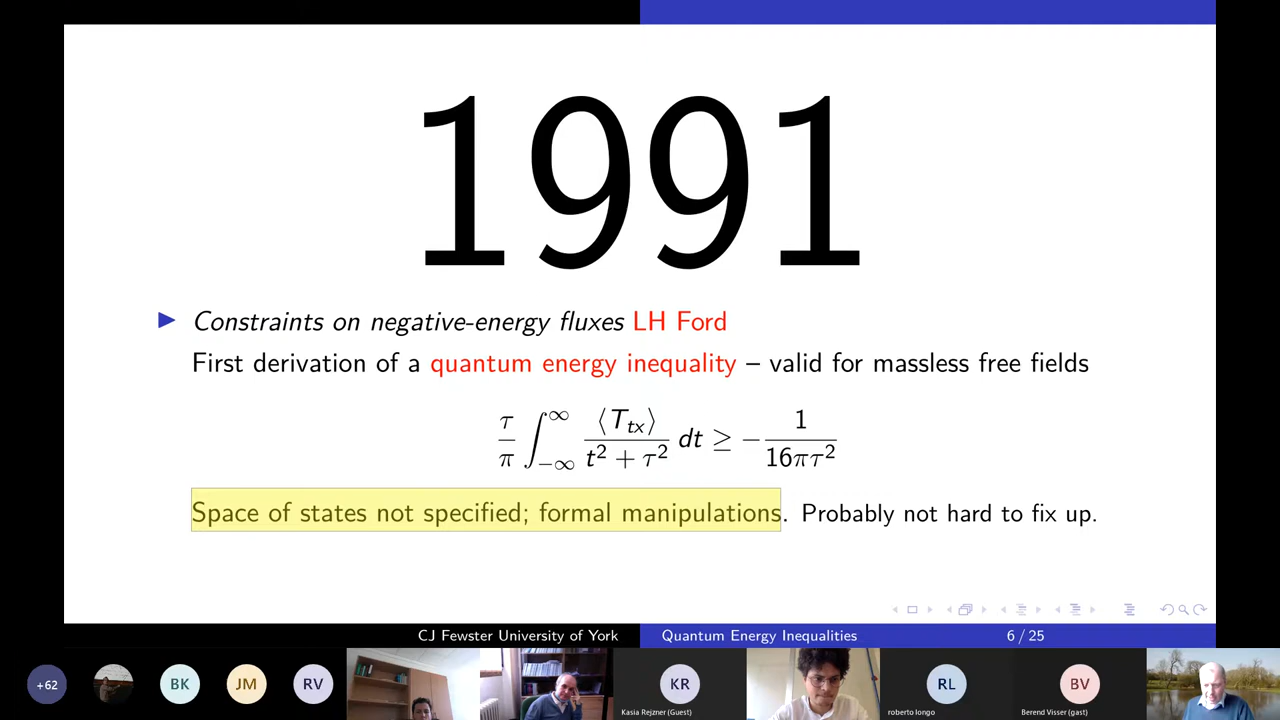 1991
▶ Constraints on negative-energy fluxes LH Ford
First derivation of a quantum energy inequality – valid for massless free fields
τ/π ∫_{−∞}^{∞} ⟨T_{tx}⟩/(t² + τ²) dt ≥ −1/(16πτ²)
Space of states not specified; formal manipulations. Probably not hard to fix up.
CJ Fewster University of York Quantum Energy Inequalities 6 / 25
+62 BK JM RV KR RL BV
Kasia Rejzner (Guest) roberto longo Berend Visser (gast)